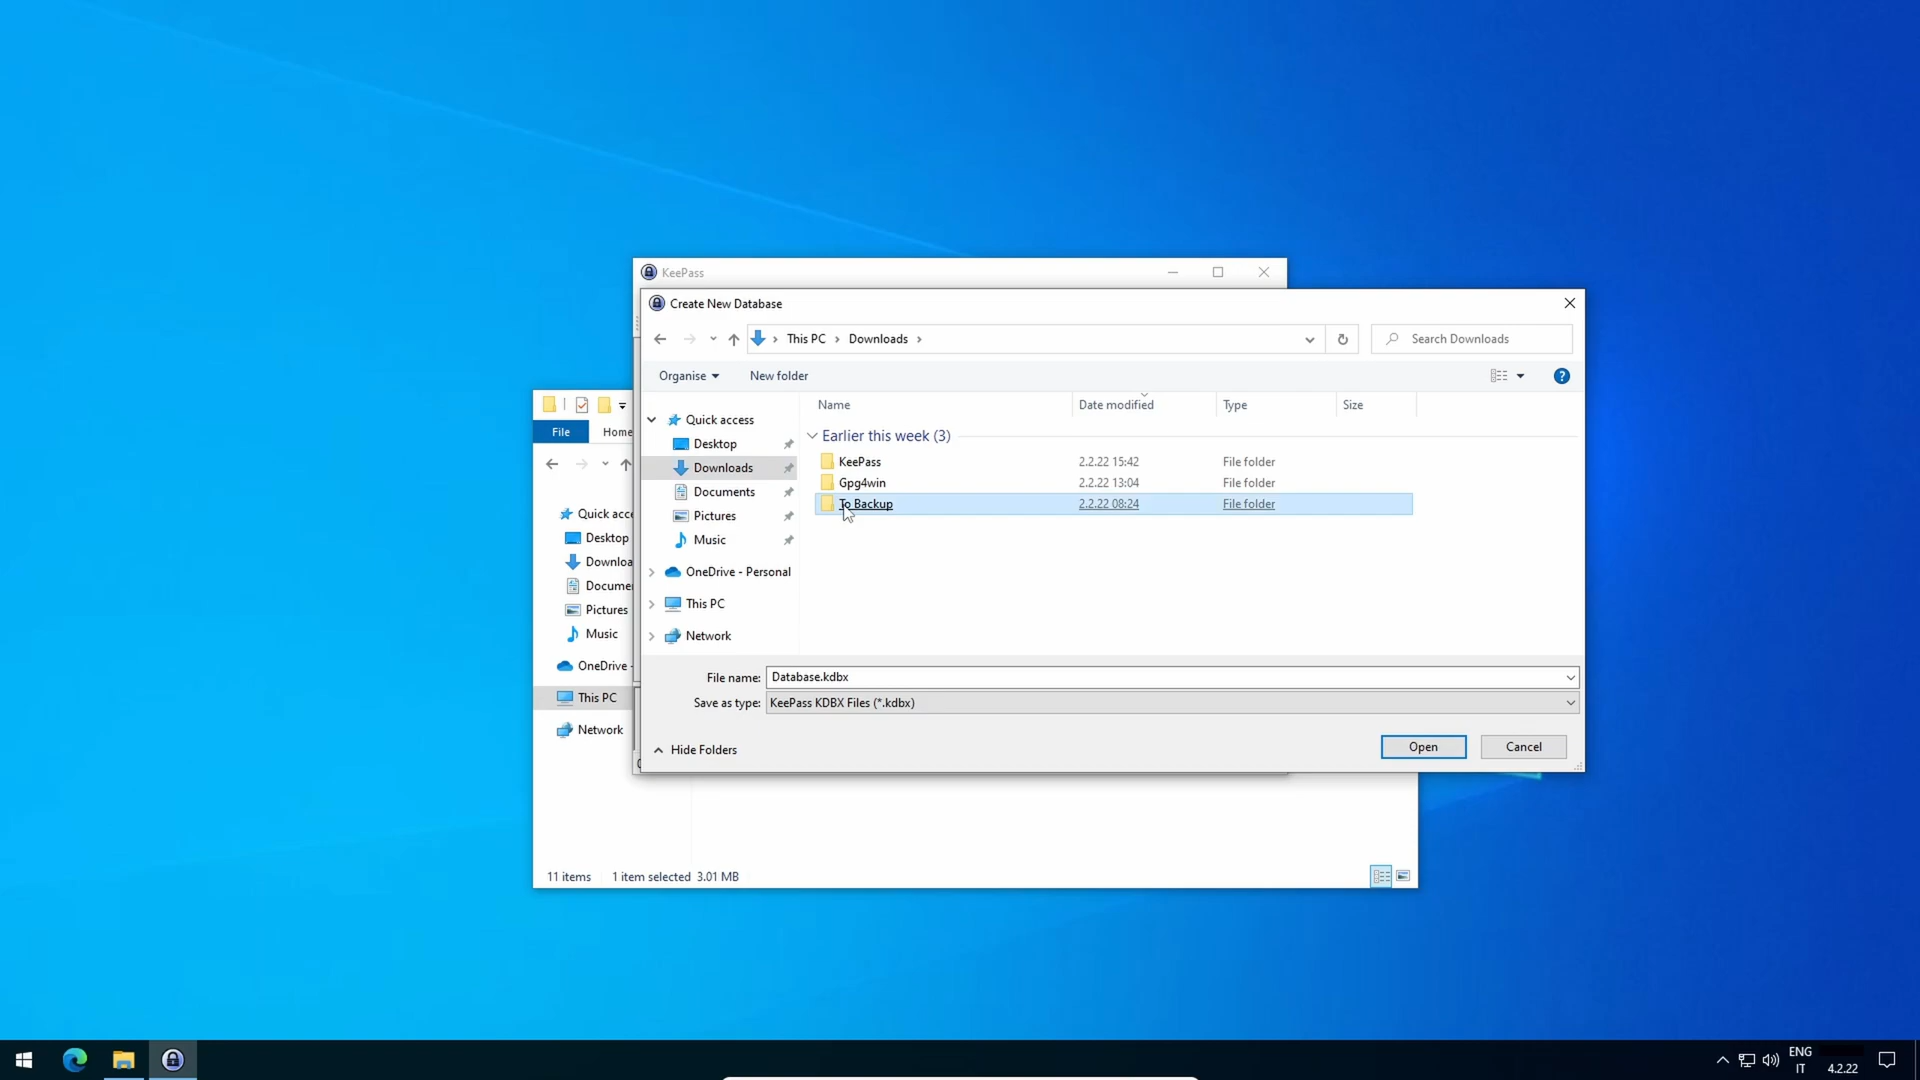 KeePass
Create New Database
This PC
Downloads
Search Downloads
Organise
New folder
Name
Date modified
Type
Size
Quick access
Desktop
Downloads
Documents
Pictures
Music
OneDrive - Personal
This PC
Network
Earlier this week (3)
KeePass 2.2.22 15:42 File folder
Gpg4win 2.2.22 13:04 File folder
To Backup 2.2.22 08:24 File folder
File name: Database.kdbx
Save as type: KeePass KDBX Files (*.kdbx)
Hide Folders
Open
Cancel
File
Home
Quick acce
Desktop
Downloa
Documen
Pictures
Music
OneDrive -
This PC
Network
11 items 1 item selected 3.01 MB
ENG
IT
4.2.22